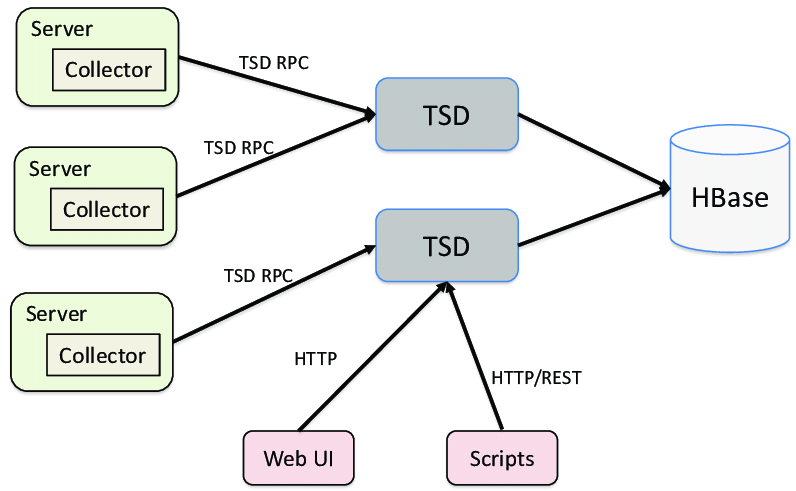 Server
Collector
TSD RPC
TSD
Server
Collector
TSD RPC
HBase
TSD
TSD RPC
Server
Collector
HTTP
HTTP/REST
Web UI
Scripts